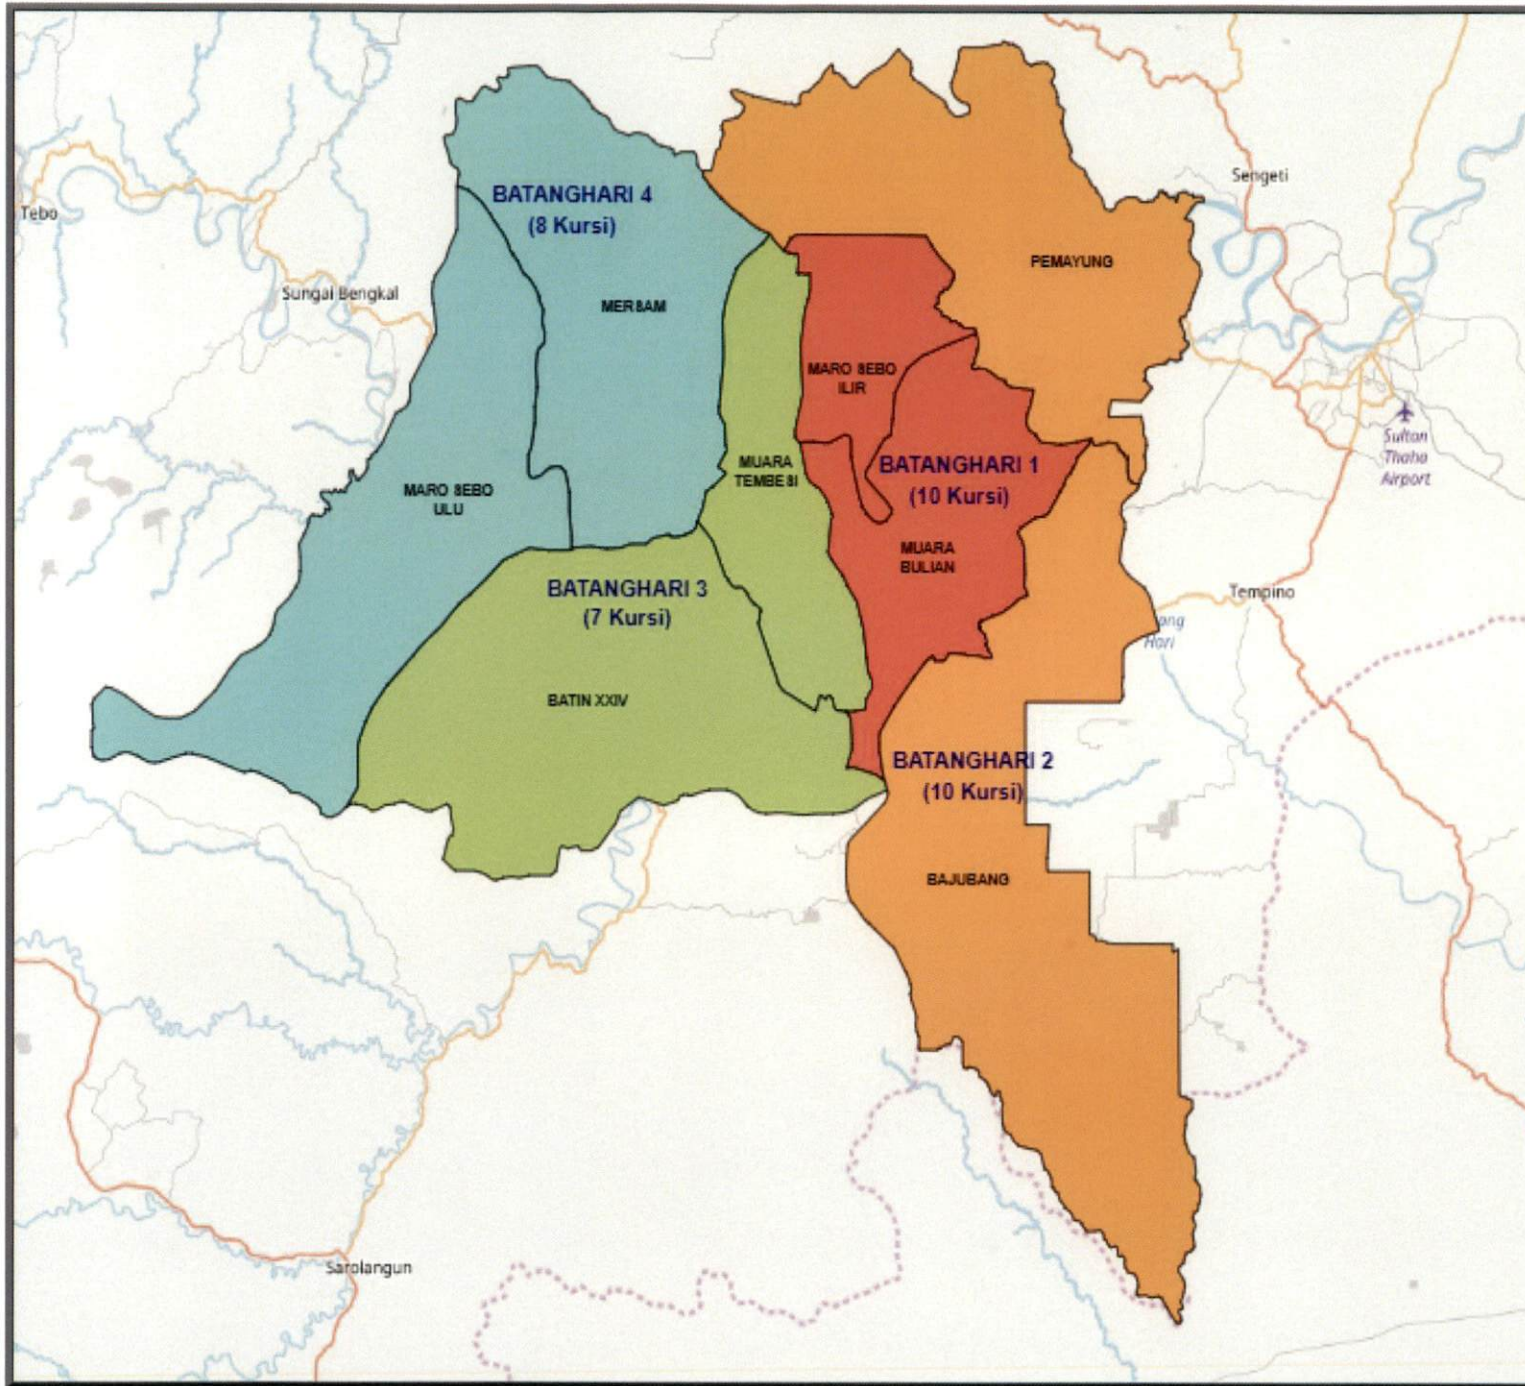 Sengeti
BATANGHARI 4
(8 Kursi)
Tebo
PEMAYUNG
Sungai Bengkal
MERSAM
MARO SEBO
ILIR
Sultan
Thaha
Airport
MUARA
TEMBESI
BATANGHARI 1
(10 Kursi)
MARO SEBO
ULU
MUARA
BULIAN
BATANGHARI 3
(7 Kursi)
Tempino
Hari
BATIN XXIV
BATANGHARI 2
(10 Kursi)
BAJUBANG
Sarolangun